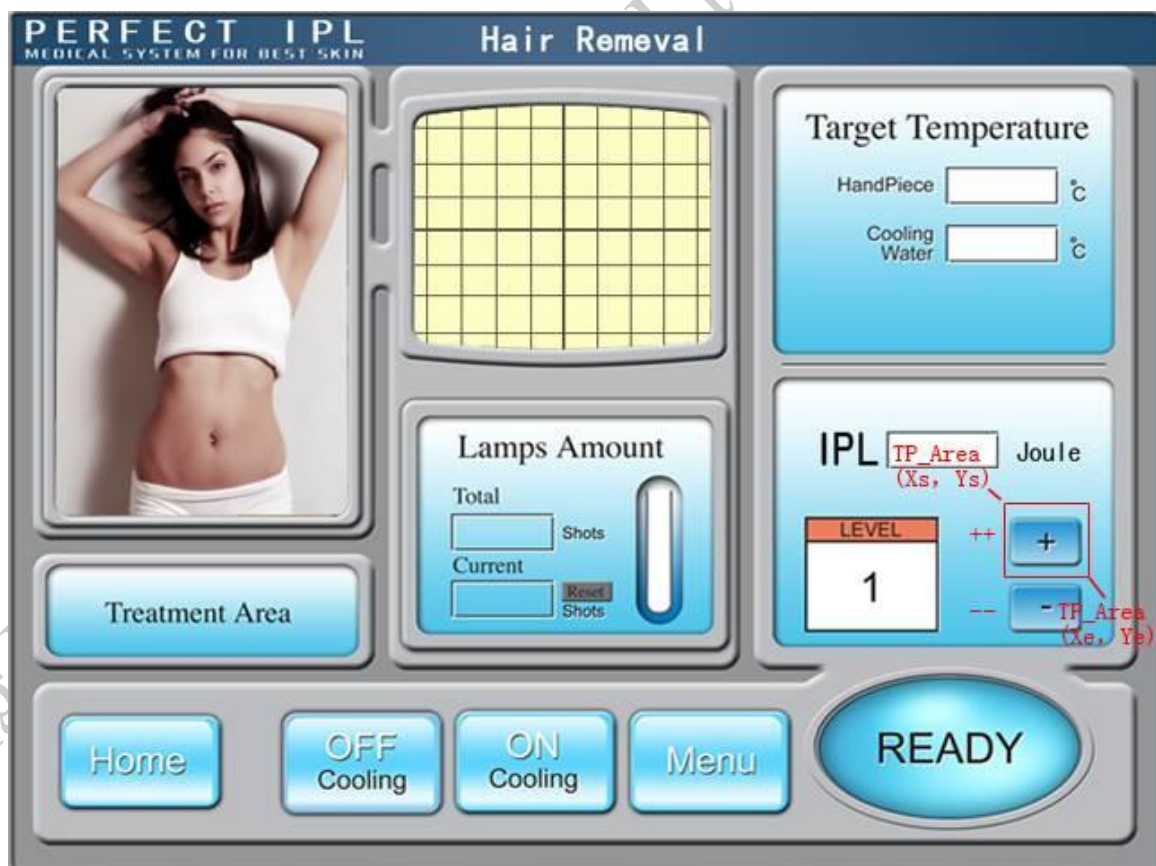 PERFECT IPL
MEDICAL SYSTEM FOR BEST SKIN
Hair Remeval
Target Temperature
HandPiece °C
Cooling
Water °C
Lamps Amount
Total
Shots
Current
Reset
Shots
IPL TP_Area Joule
(Xs, Ys)
LEVEL
1
++ +
-- - TP_Area
(Xe, Ye)
Treatment Area
Home
OFF
Cooling
ON
Cooling
Menu
READY